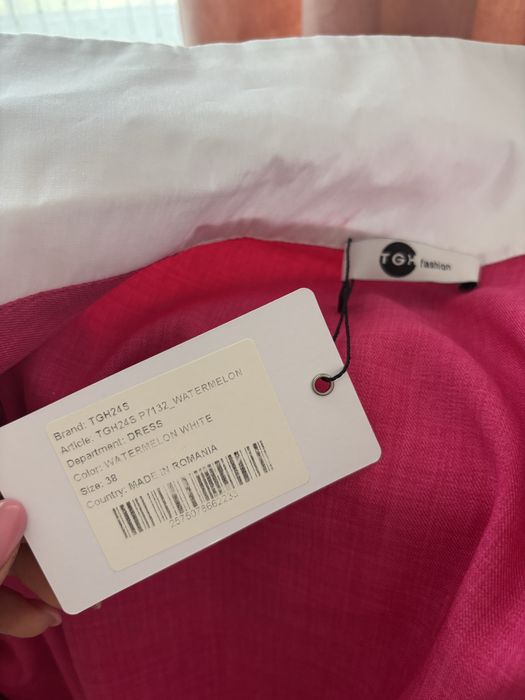 TGH fashion
Brand: TGH24S
Article: TGH24S P7132_WATERMELON
Department: DRESS
Color: WATERMELON WHITE
Size: 38
Country: MADE IN ROMANIA